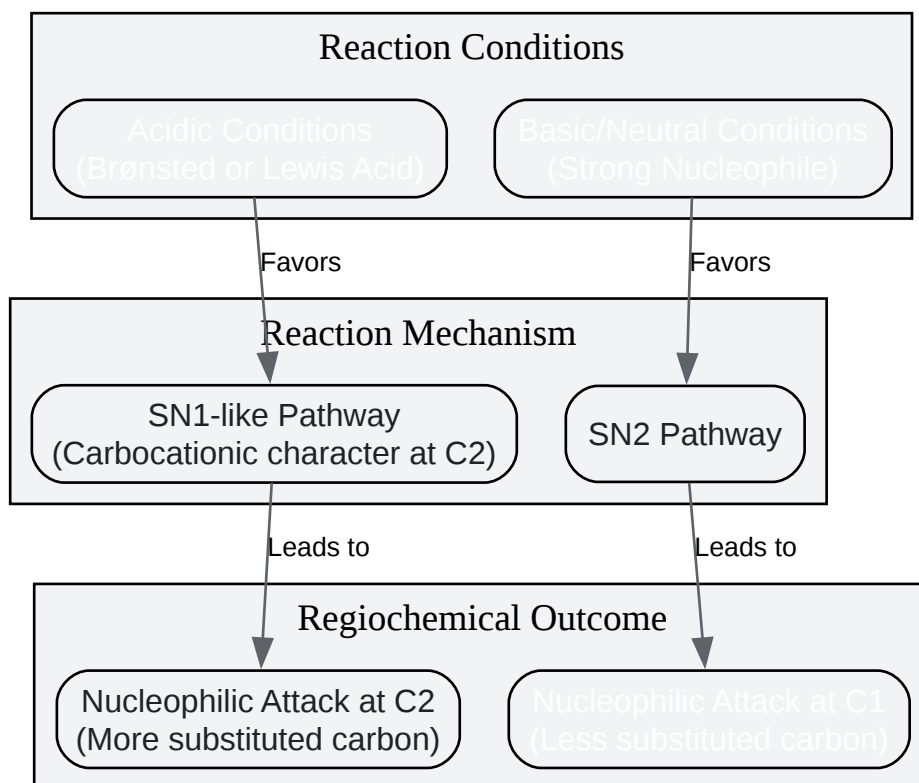 Reaction Conditions
Acidic Conditions
(Brønsted or Lewis Acid)
Basic/Neutral Conditions
(Strong Nucleophile)
Favors
Favors
Reaction Mechanism
SN1-like Pathway
(Carbocationic character at C2)
SN2 Pathway
Leads to
Leads to
Regiochemical Outcome
Nucleophilic Attack at C2
(More substituted carbon)
Nucleophilic Attack at C1
(Less substituted carbon)